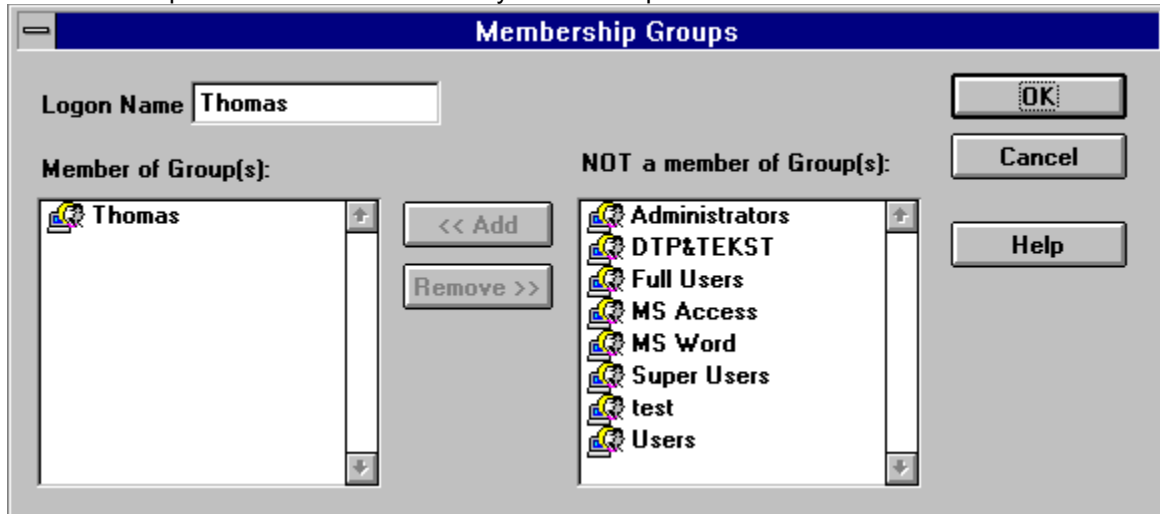 Membership Groups
Logon Name Thomas
OK
Cancel
Help
Member of Group(s):
Thomas
<< Add
Remove >>
NOT a member of Group(s):
Administrators
DTP&TEKST
Full Users
MS Access
MS Word
Super Users
test
Users